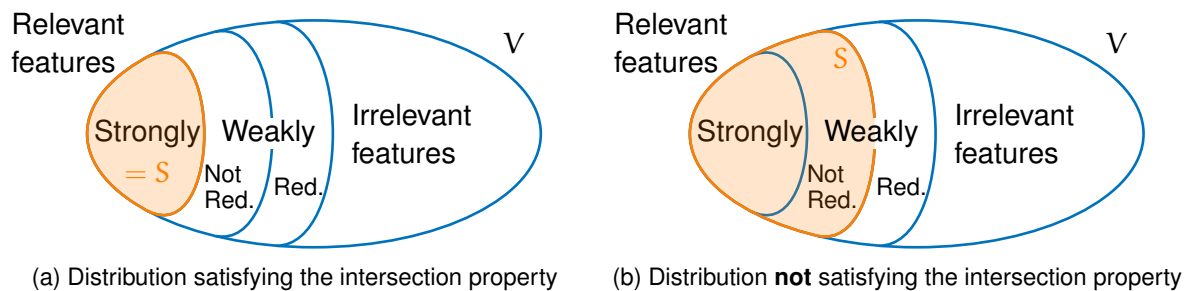 Relevant
features
V
Strongly
= S
Weakly
Not
Red.
Red.
Irrelevant
features
(a) Distribution satisfying the intersection property
Relevant
features
V
S
Strongly
Weakly
Not
Red.
Red.
Irrelevant
features
(b) Distribution not satisfying the intersection property